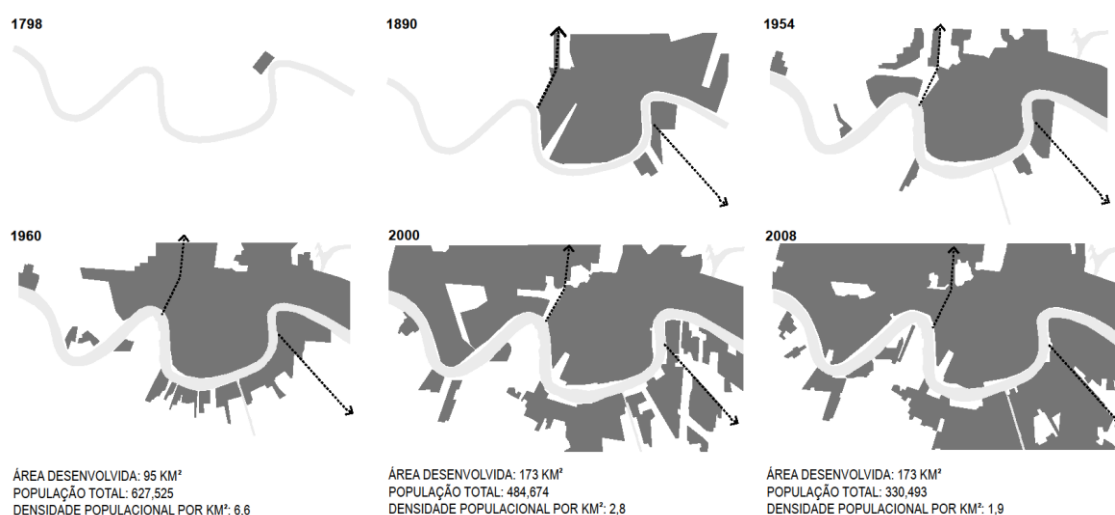 1798
1890
1954
1960
2000
2008
ÁREA DESENVOLVIDA: 95 KM²
POPULAÇÃO TOTAL: 627,525
DENSIDADE POPULACIONAL POR KM²: 6.6
ÁREA DESENVOLVIDA: 173 KM²
POPULAÇÃO TOTAL: 484,674
DENSIDADE POPULACIONAL POR KM²: 2,8
ÁREA DESENVOLVIDA: 173 KM²
POPULAÇÃO TOTAL: 330,493
DENSIDADE POPULACIONAL POR KM²: 1,9